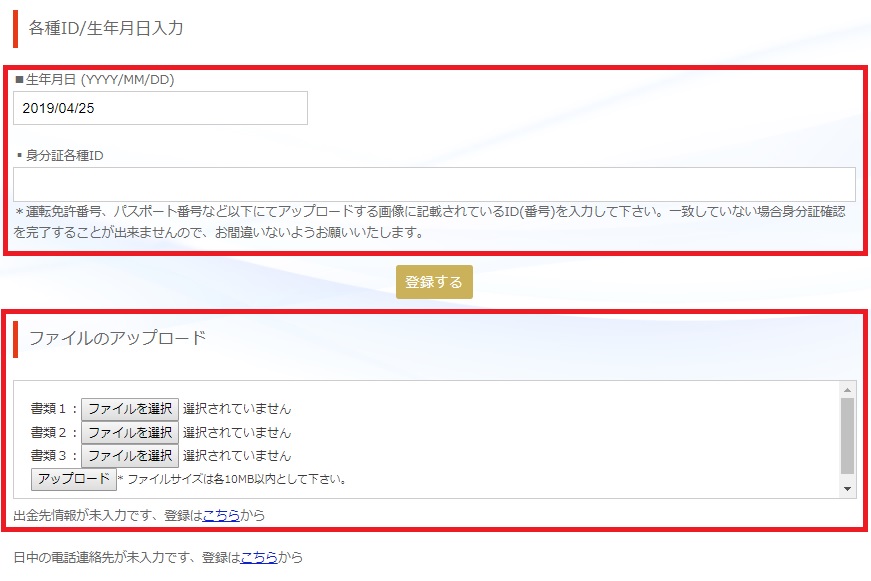 各種ID/生年月日入力
■生年月日 (YYYY/MM/DD)
2019/04/25
▪身分証各種ID
＊運転免許番号、パスポート番号など以下にてアップロードする画像に記載されているID(番号)を入力して下さい。一致していない場合身分証確認
を完了することが出来ませんので、お間違いないようお願いいたします。
登録する
ファイルのアップロード
書類１：ファイルを選択 選択されていません
書類２：ファイルを選択 選択されていません
書類３：ファイルを選択 選択されていません
アップロード * ファイルサイズは各10MB以内として下さい。
出金先情報が未入力です、登録はこちらから
日中の電話連絡先が未入力です、登録はこちらから